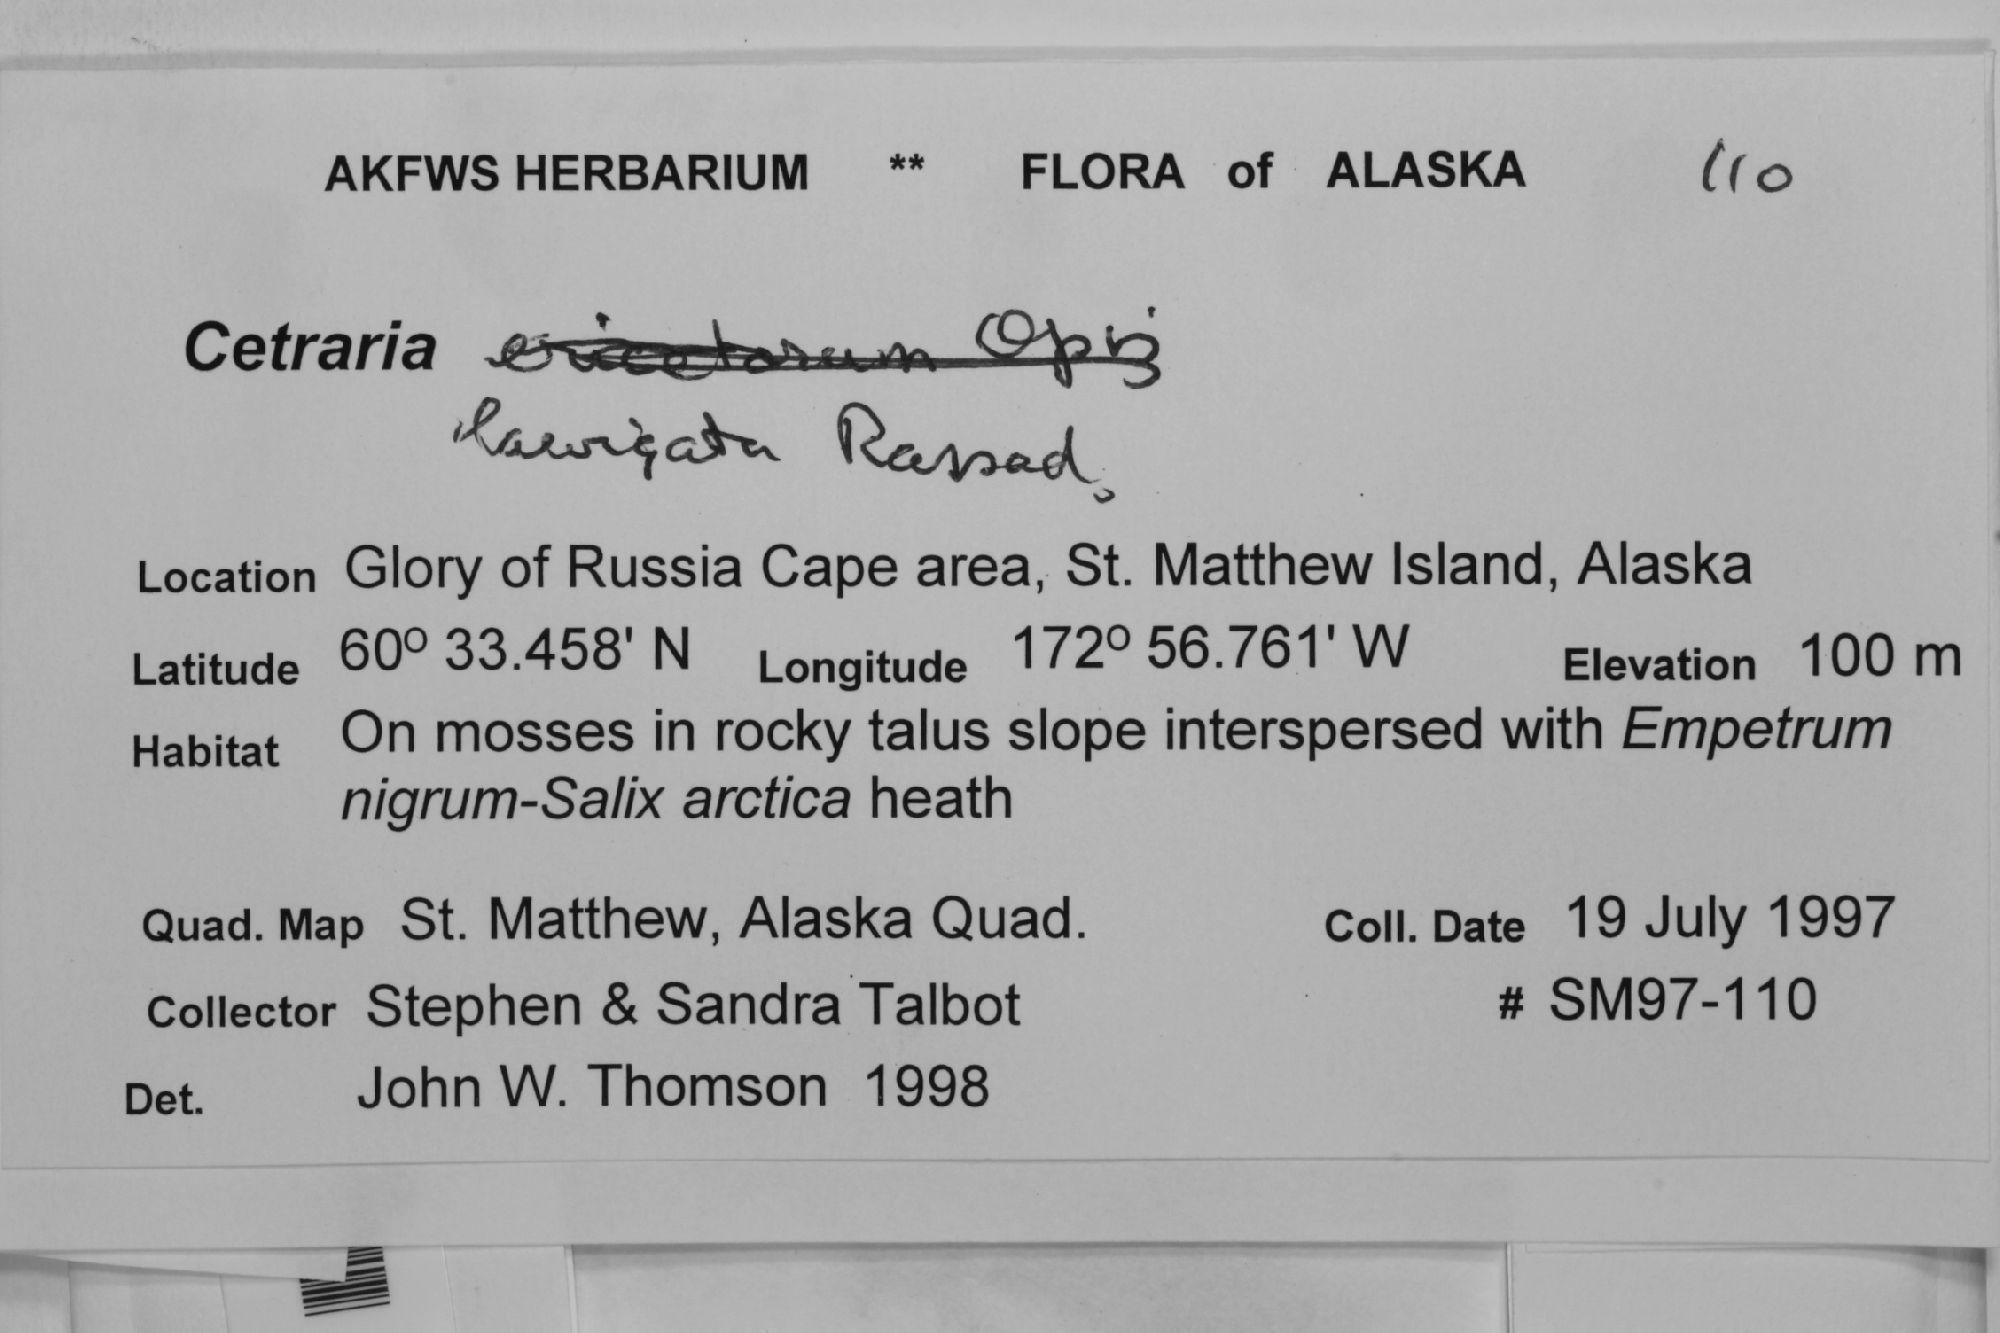 AKFWS HERBARIUM ** FLORA of ALASKA 110
Cetraria ericetorum Opiz
laevigata Rassad.
Location Glory of Russia Cape area, St. Matthew Island, Alaska
Latitude 60º 33.458' N Longitude 172º 56.761' W Elevation 100 m
Habitat On mosses in rocky talus slope interspersed with Empetrum
nigrum-Salix arctica heath
Quad. Map St. Matthew, Alaska Quad. Coll. Date 19 July 1997
Collector Stephen & Sandra Talbot # SM97-110
Det. John W. Thomson 1998